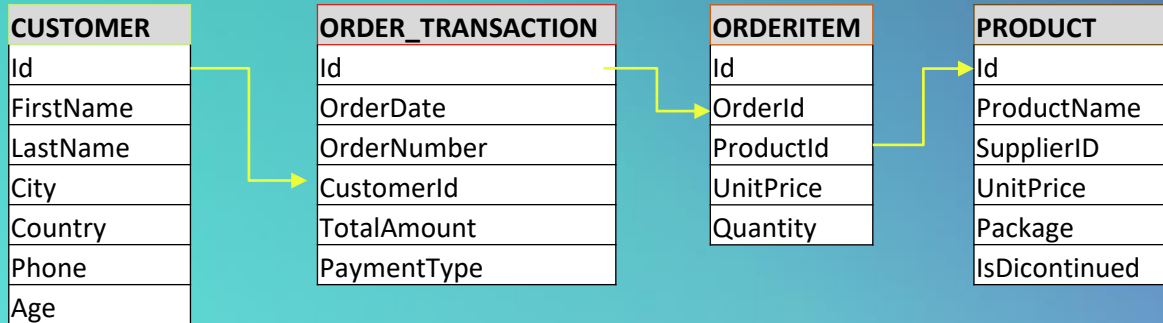 CUSTOMER
Id
FirstName
LastName
City
Country
Phone
Age
ORDER_TRANSACTION
Id
OrderDate
OrderNumber
CustomerId
TotalAmount
PaymentType
ORDERITEM
Id
OrderId
ProductId
UnitPrice
Quantity
PRODUCT
Id
ProductName
SupplierID
UnitPrice
Package
IsDicontinued